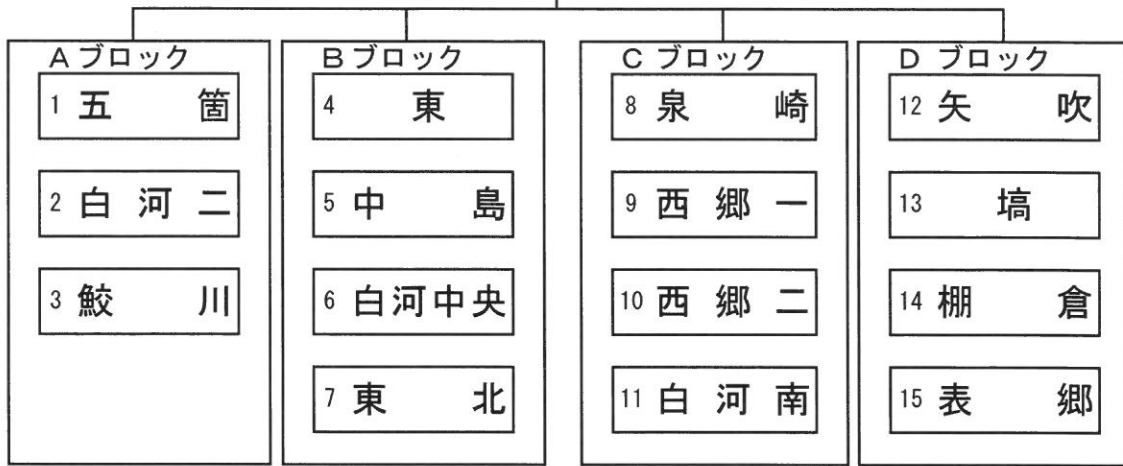 A ブロック
1 五箇
2 白河二
3 鮫川
B ブロック
4 東
5 中島
6 白河中央
7 東北
C ブロック
8 泉崎
9 西郷一
10 西郷二
11 白河南
D ブロック
12 矢吹
13 塙
14 棚倉
15 表郷